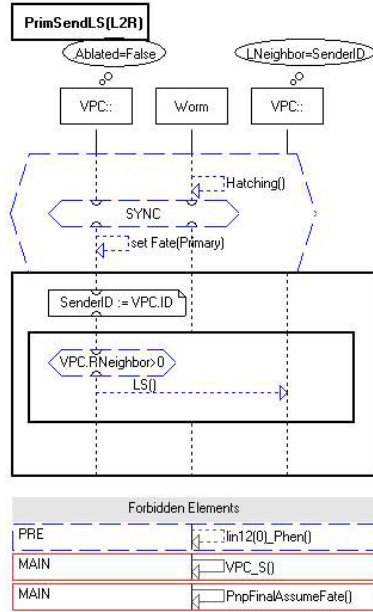 PrimSendLS(L2R)
Ablated=False
LNeighbor=SenderID
VPC::
Worm
VPC::
Hatching()
SYNC
set Fate(Primary)
SenderID := VPC.ID
VPC.RNeighbor>0
LS()
Forbidden Elements
PRE
lin12(0)_Phen()
MAIN
VPC_S()
MAIN
PnpFinalAssumeFate()